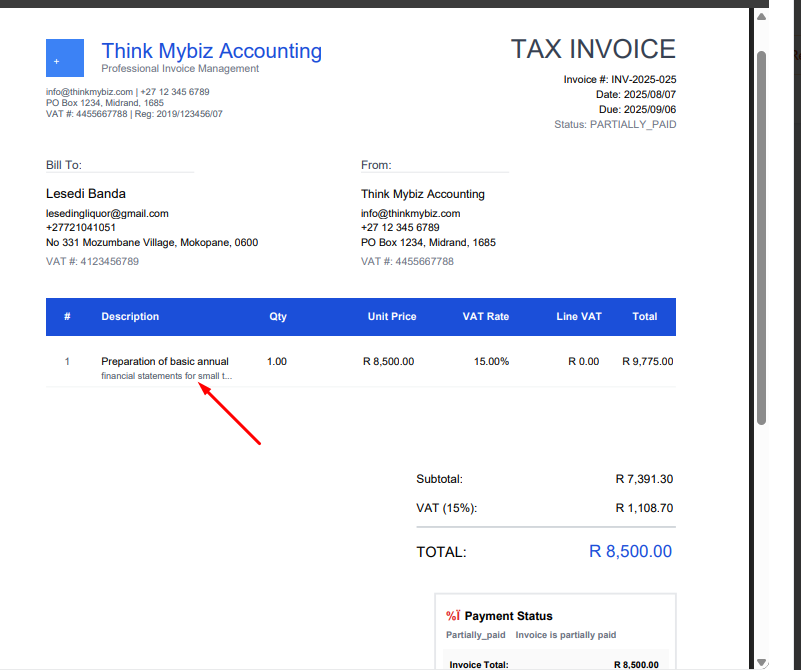 +
Think Mybiz Accounting
Professional Invoice Management
info@thinkmybiz.com | +27 12 345 6789
PO Box 1234, Midrand, 1685
VAT #: 4455667788 | Reg: 2019/123456/07
TAX INVOICE
Invoice #: INV-2025-025
Date: 2025/08/07
Due: 2025/09/06
Status: PARTIALLY_PAID
Bill To:
Lesedi Banda
lesedingliquor@gmail.com
+27721041051
No 331 Mozumbane Village, Mokopane, 0600
VAT #: 4123456789
From:
Think Mybiz Accounting
info@thinkmybiz.com
+27 12 345 6789
PO Box 1234, Midrand, 1685
VAT #: 4455667788
# Description Qty Unit Price VAT Rate Line VAT Total
1 Preparation of basic annual 1.00 R 8,500.00 15.00% R 0.00 R 9,775.00
financial statements for small t...
Subtotal: R 7,391.30
VAT (15%): R 1,108.70
TOTAL: R 8,500.00
%Ï Payment Status
Partially_paid Invoice is partially paid
Invoice Total: R 8,500.00